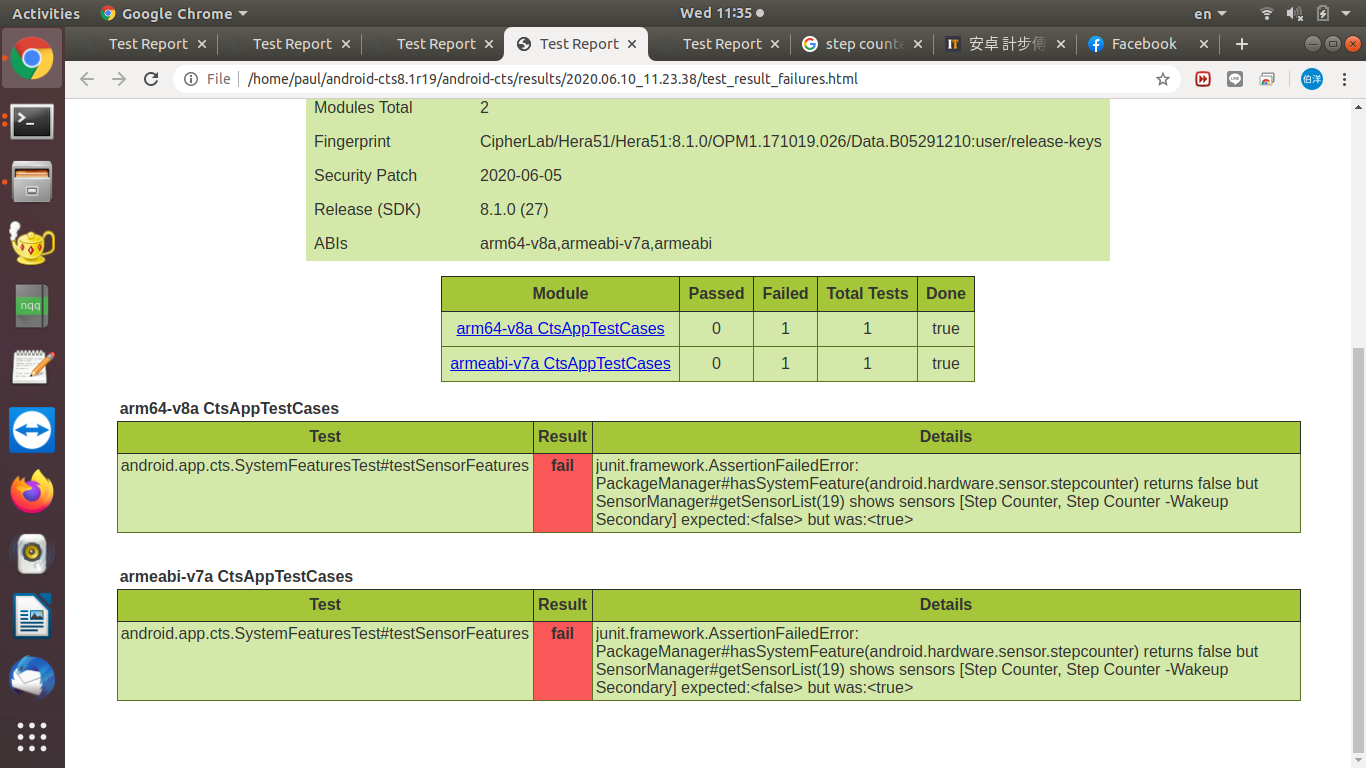 Activities
Google Chrome
Wed 11:35
en
Test Report
Test Report
Test Report
Test Report
Test Report
step counte
安卓 計步傳
Facebook
File
/home/paul/android-cts8.1r19/android-cts/results/2020.06.10_11.23.38/test_result_failures.html
伯洋
Modules Total 2
Fingerprint CipherLab/Hera51/Hera51:8.1.0/OPM1.171019.026/Data.B05291210:user/release-keys
Security Patch 2020-06-05
Release (SDK) 8.1.0 (27)
ABIs arm64-v8a,armeabi-v7a,armeabi
Module Passed Failed Total Tests Done
arm64-v8a CtsAppTestCases 0 1 1 true
armeabi-v7a CtsAppTestCases 0 1 1 true
arm64-v8a CtsAppTestCases
Test Result Details
android.app.cts.SystemFeaturesTest#testSensorFeatures fail junit.framework.AssertionFailedError:
PackageManager#hasSystemFeature(android.hardware.sensor.stepcounter) returns false but
SensorManager#getSensorList(19) shows sensors [Step Counter, Step Counter -Wakeup
Secondary] expected:<false> but was:<true>
armeabi-v7a CtsAppTestCases
Test Result Details
android.app.cts.SystemFeaturesTest#testSensorFeatures fail junit.framework.AssertionFailedError:
PackageManager#hasSystemFeature(android.hardware.sensor.stepcounter) returns false but
SensorManager#getSensorList(19) shows sensors [Step Counter, Step Counter -Wakeup
Secondary] expected:<false> but was:<true>
nqq